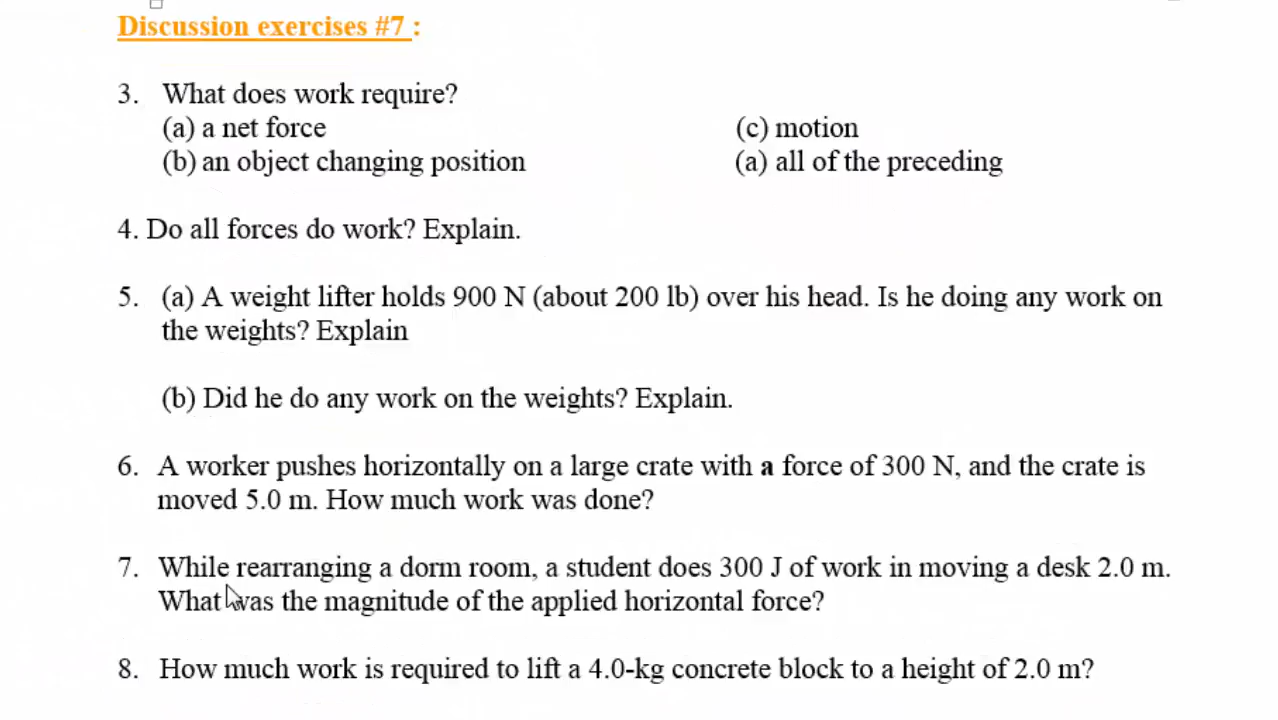 Discussion exercises #7 :
3. What does work require?
(a) a net force (c) motion
(b) an object changing position (a) all of the preceding
4. Do all forces do work? Explain.
5. (a) A weight lifter holds 900 N (about 200 lb) over his head. Is he doing any work on
the weights? Explain
(b) Did he do any work on the weights? Explain.
6. A worker pushes horizontally on a large crate with a force of 300 N, and the crate is
moved 5.0 m. How much work was done?
7. While rearranging a dorm room, a student does 300 J of work in moving a desk 2.0 m.
What was the magnitude of the applied horizontal force?
8. How much work is required to lift a 4.0-kg concrete block to a height of 2.0 m?